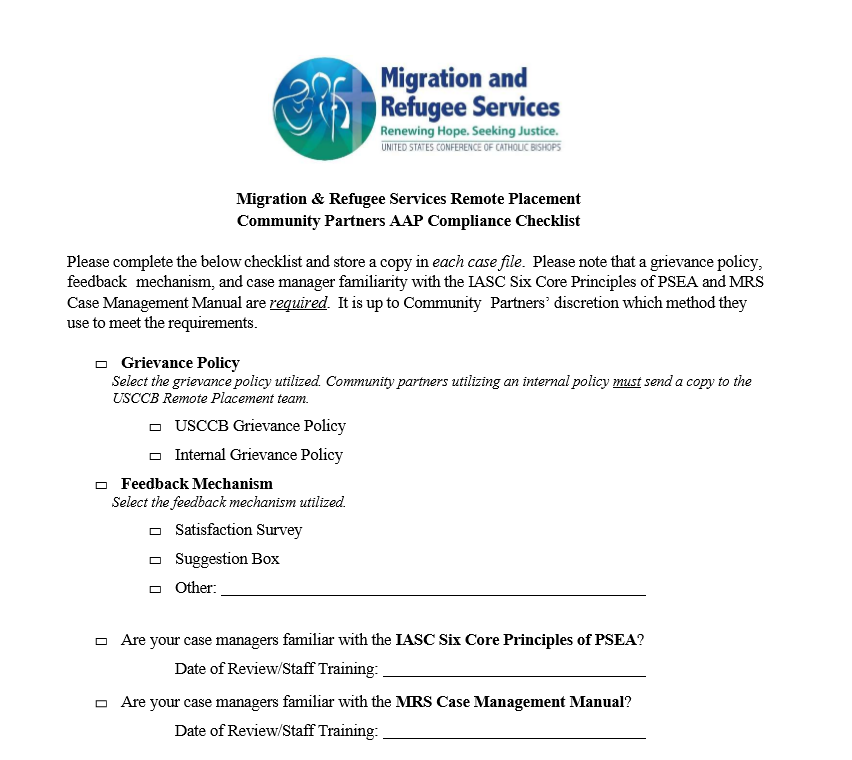 Migration and
Refugee Services
Renewing Hope. Seeking Justice.
UNITED STATES CONFERENCE OF CATHOLIC BISHOPS
Migration & Refugee Services Remote Placement
Community Partners AAP Compliance Checklist
Please complete the below checklist and store a copy in each case file. Please note that a grievance policy,
feedback mechanism, and case manager familiarity with the IASC Six Core Principles of PSEA and MRS
Case Management Manual are required. It is up to Community Partners’ discretion which method they
use to meet the requirements.
Grievance Policy
Select the grievance policy utilized. Community partners utilizing an internal policy must send a copy to the
USCCB Remote Placement team.
USCCB Grievance Policy
Internal Grievance Policy
Feedback Mechanism
Select the feedback mechanism utilized.
Satisfaction Survey
Suggestion Box
Other:
Are your case managers familiar with the IASC Six Core Principles of PSEA?
Date of Review/Staff Training:
Are your case managers familiar with the MRS Case Management Manual?
Date of Review/Staff Training: